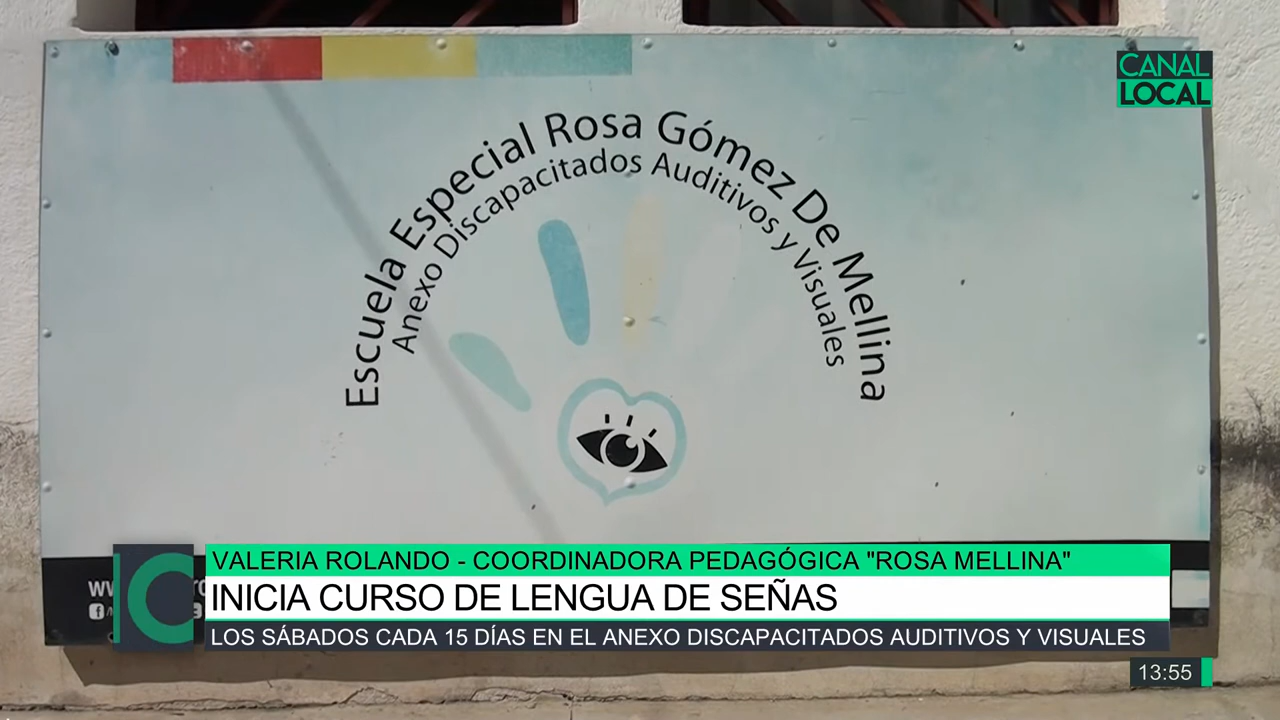 CANAL
LOCAL
Escuela Especial Rosa Gómez De Mellina
Anexo Discapacitados Auditivos y Visuales
VALERIA ROLANDO - COORDINADORA PEDAGÓGICA "ROSA MELLINA"
INICIA CURSO DE LENGUA DE SEÑAS
LOS SÁBADOS CADA 15 DÍAS EN EL ANEXO DISCAPACITADOS AUDITIVOS Y VISUALES
13:55